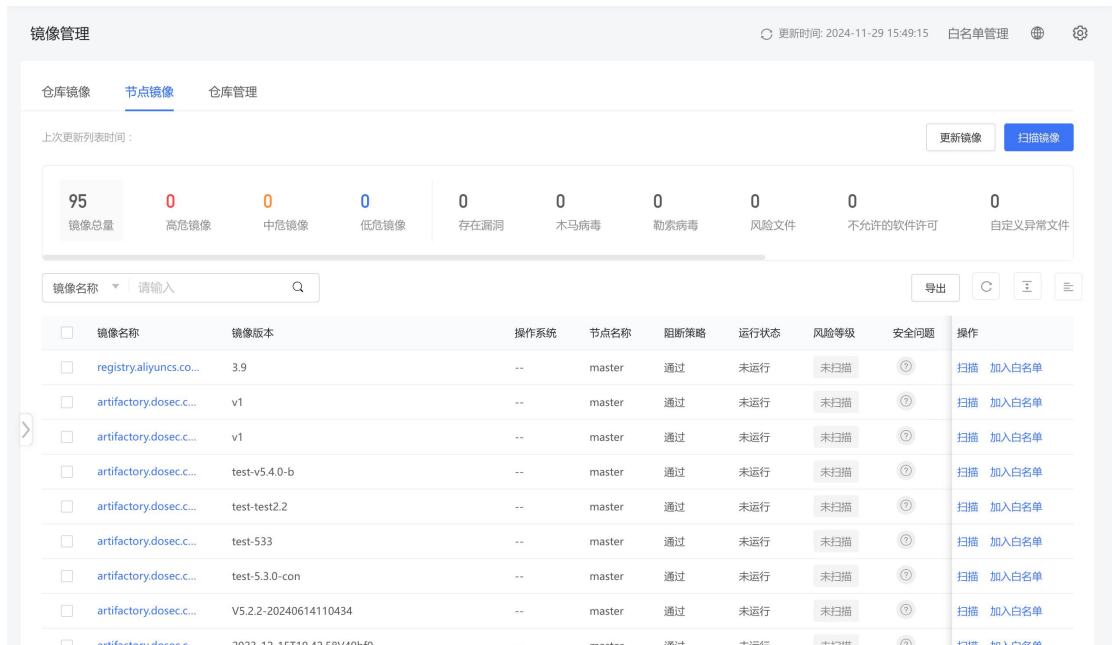 镜像管理
更新时间: 2024-11-29 15:49:15 白名单管理
仓库镜像 节点镜像 仓库管理
上次更新列表时间：
更新镜像 扫描镜像
95 0 0 0 0 0 0 0 0 0
镜像总量 高危镜像 中危镜像 低危镜像 存在漏洞 木马病毒 勒索病毒 风险文件 不允许的软件许可 自定义异常文件
镜像名称 请输入 导出
镜像名称 镜像版本 操作系统 节点名称 阻断策略 运行状态 风险等级 安全问题 操作
registry.aliyuncs.co... 3.9 -- master 通过 未运行 未扫描 扫描 加入白名单
artifactory.dosec.c... v1 -- master 通过 未运行 未扫描 扫描 加入白名单
artifactory.dosec.c... v1 -- master 通过 未运行 未扫描 扫描 加入白名单
artifactory.dosec.c... test-v5.4.0-b -- master 通过 未运行 未扫描 扫描 加入白名单
artifactory.dosec.c... test-test2.2 -- master 通过 未运行 未扫描 扫描 加入白名单
artifactory.dosec.c... test-533 -- master 通过 未运行 未扫描 扫描 加入白名单
artifactory.dosec.c... test-5.3.0-con -- master 通过 未运行 未扫描 扫描 加入白名单
artifactory.dosec.c... V5.2.2-20240614110434 -- master 通过 未运行 未扫描 扫描 加入白名单